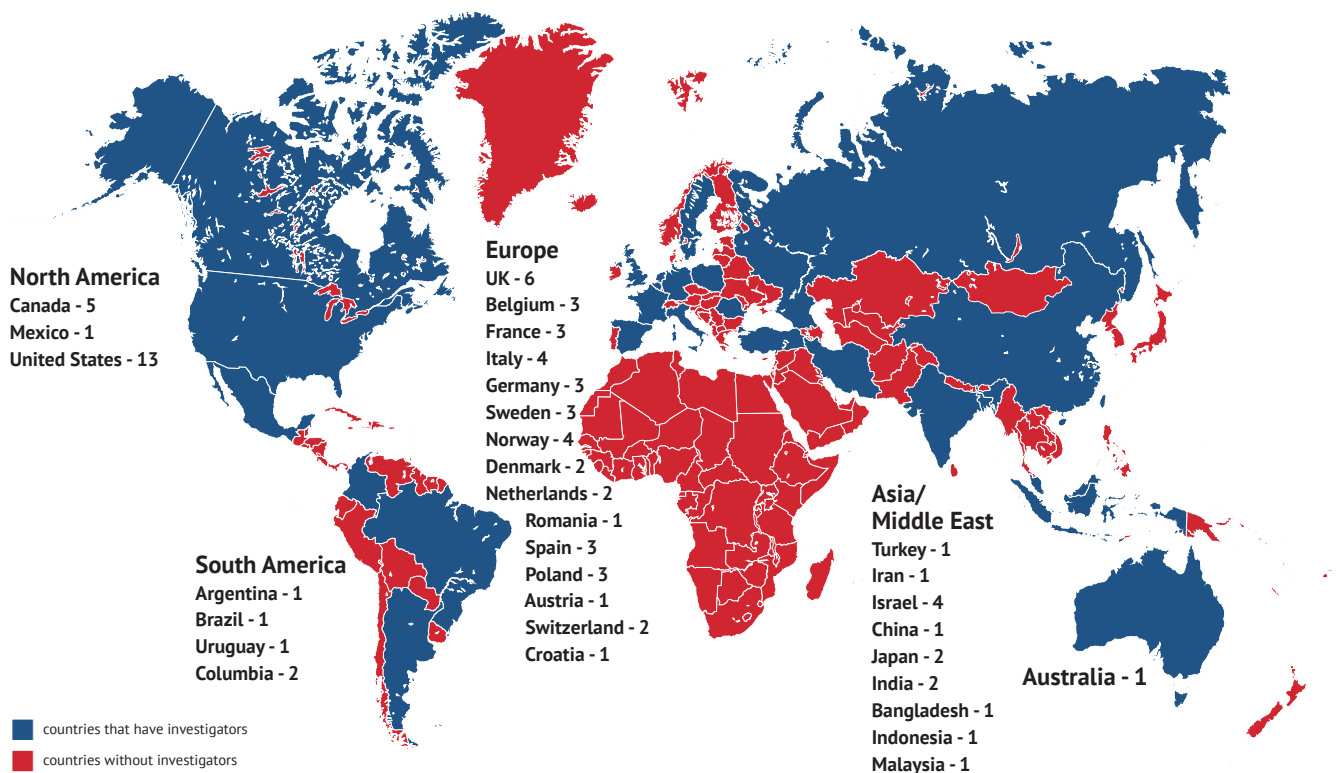 North America
Canada - 5
Mexico - 1
United States - 13
South America
Argentina - 1
Brazil - 1
Uruguay - 1
Columbia - 2
Europe
UK - 6
Belgium - 3
France - 3
Italy - 4
Germany - 3
Sweden - 3
Norway - 4
Denmark - 2
Netherlands - 2
Romania - 1
Spain - 3
Poland - 3
Austria - 1
Switzerland - 2
Croatia - 1
Asia/
Middle East
Turkey - 1
Iran - 1
Israel - 4
China - 1
Japan - 2
India - 2
Bangladesh - 1
Indonesia - 1
Malaysia - 1
Australia - 1
countries that have investigators
countries without investigators